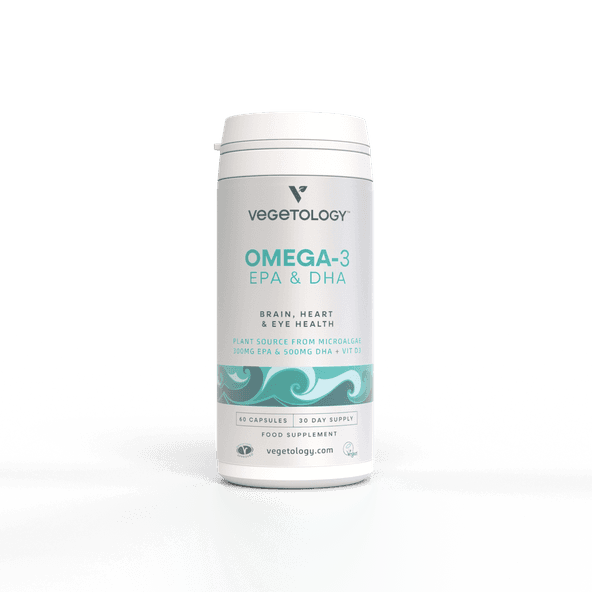 VEGETOLOGY™
OMEGA-3
EPA & DHA
BRAIN, HEART
& EYE HEALTH
PLANT SOURCE FROM MICROALGAE
300MG EPA & 500MG DHA + VIT D3
60 CAPSULES | 30 DAY SUPPLY
FOOD SUPPLEMENT
vegetology.com